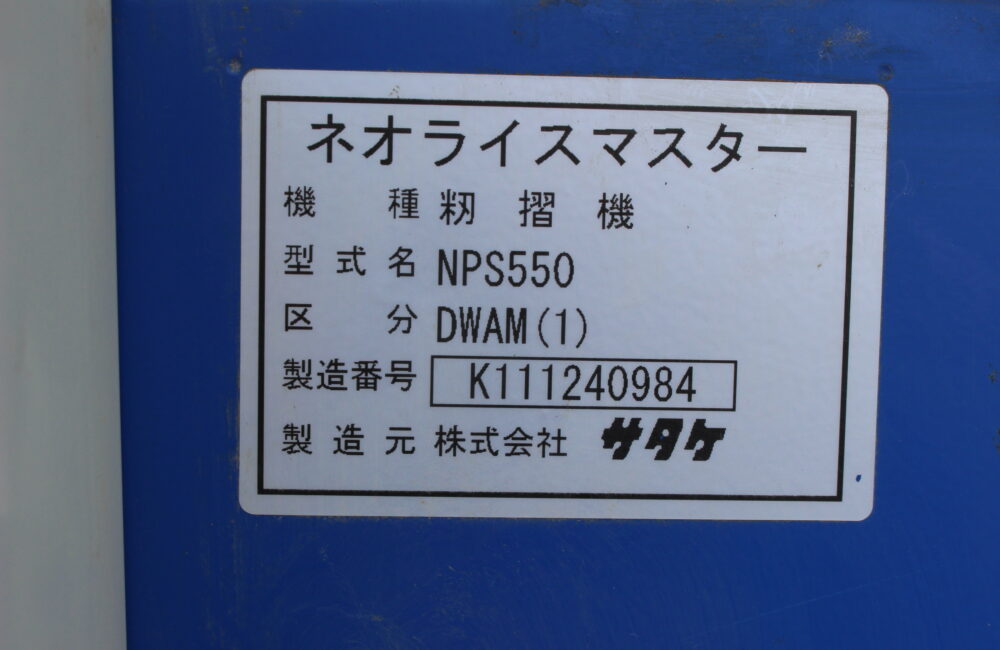 ネオライスマスター
機種 籾摺機
型式名 NPS550
区分 DWAM(1)
製造番号 K111240984
製造元 株式会社 サタケ